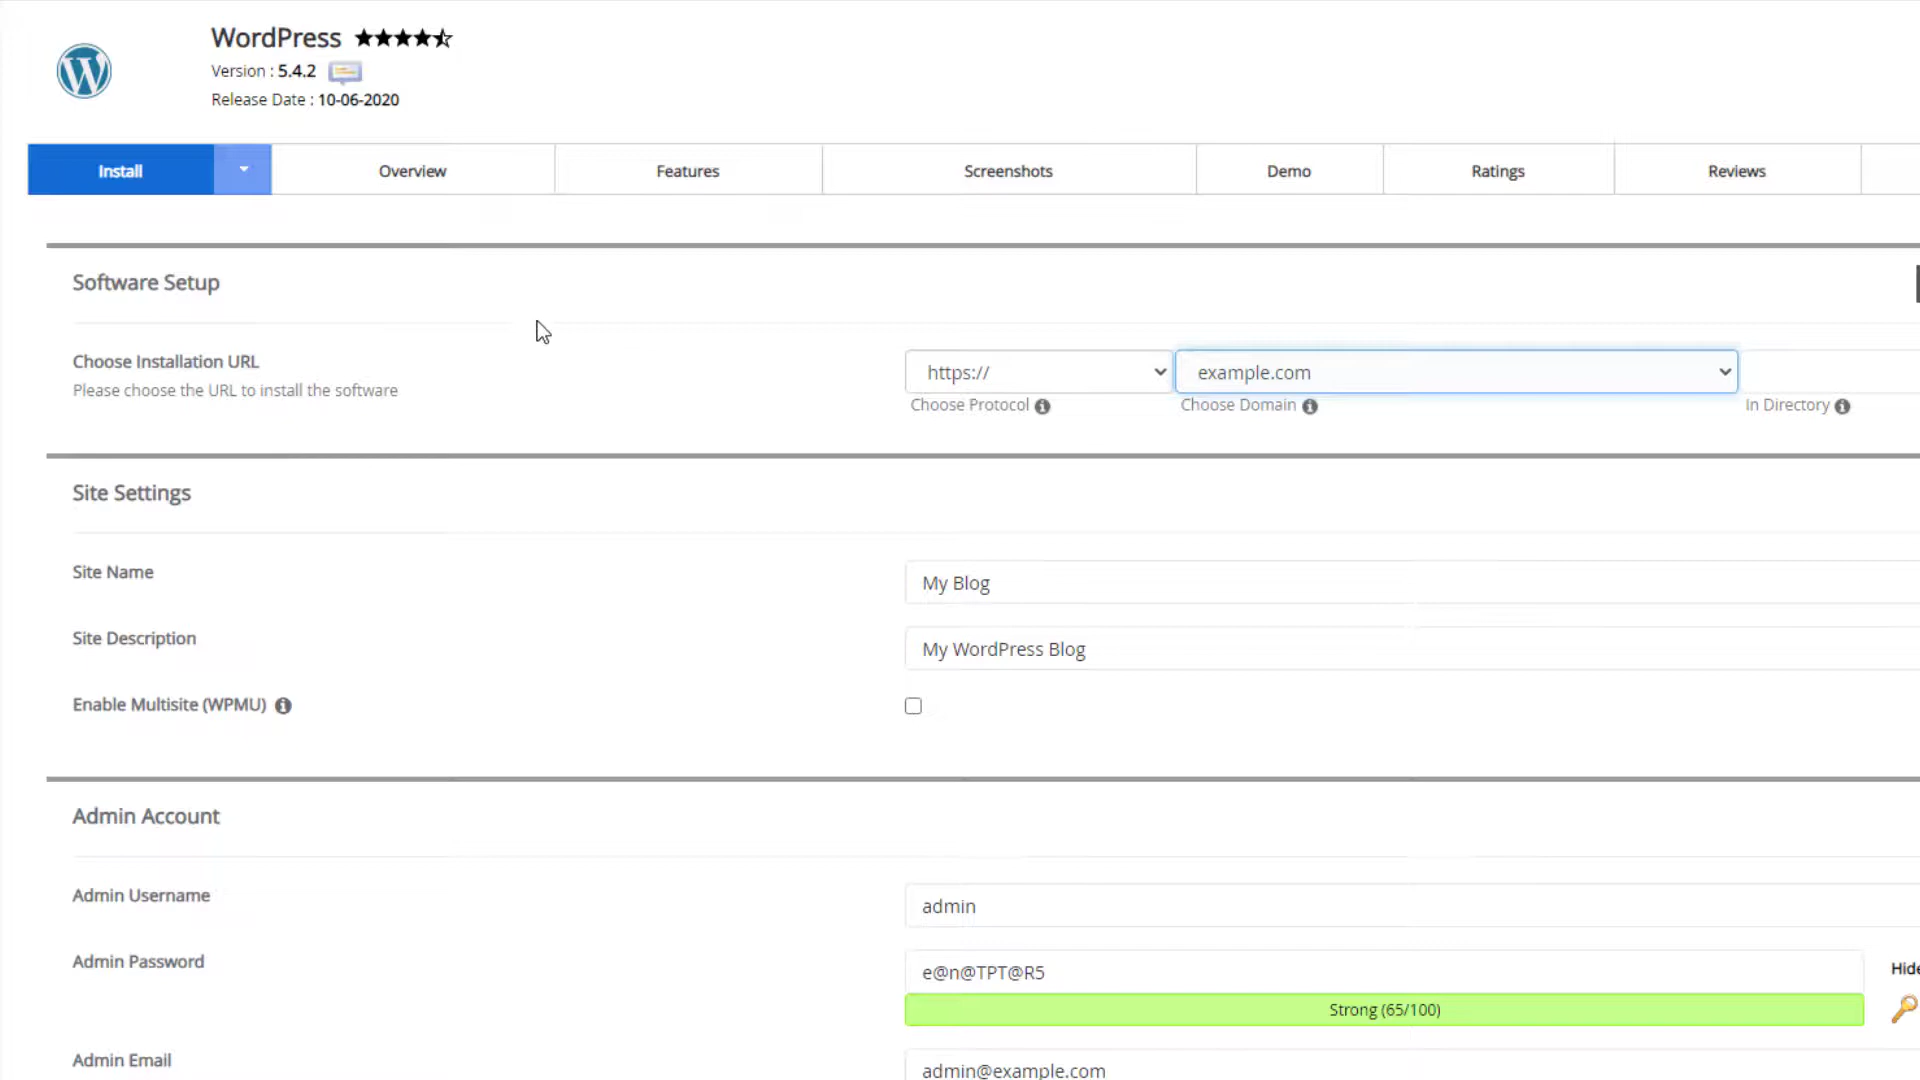 WordPress
Version : 5.4.2
Release Date : 10-06-2020
Install
Overview
Features
Screenshots
Demo
Ratings
Reviews
Software Setup
Choose Installation URL
Please choose the URL to install the software
https://
example.com
Choose Protocol
Choose Domain
In Directory
Site Settings
Site Name
My Blog
Site Description
My WordPress Blog
Enable Multisite (WPMU)
Admin Account
Admin Username
admin
Admin Password
e@n@TPT@R5
Hide
Strong (65/100)
Admin Email
admin@example.com